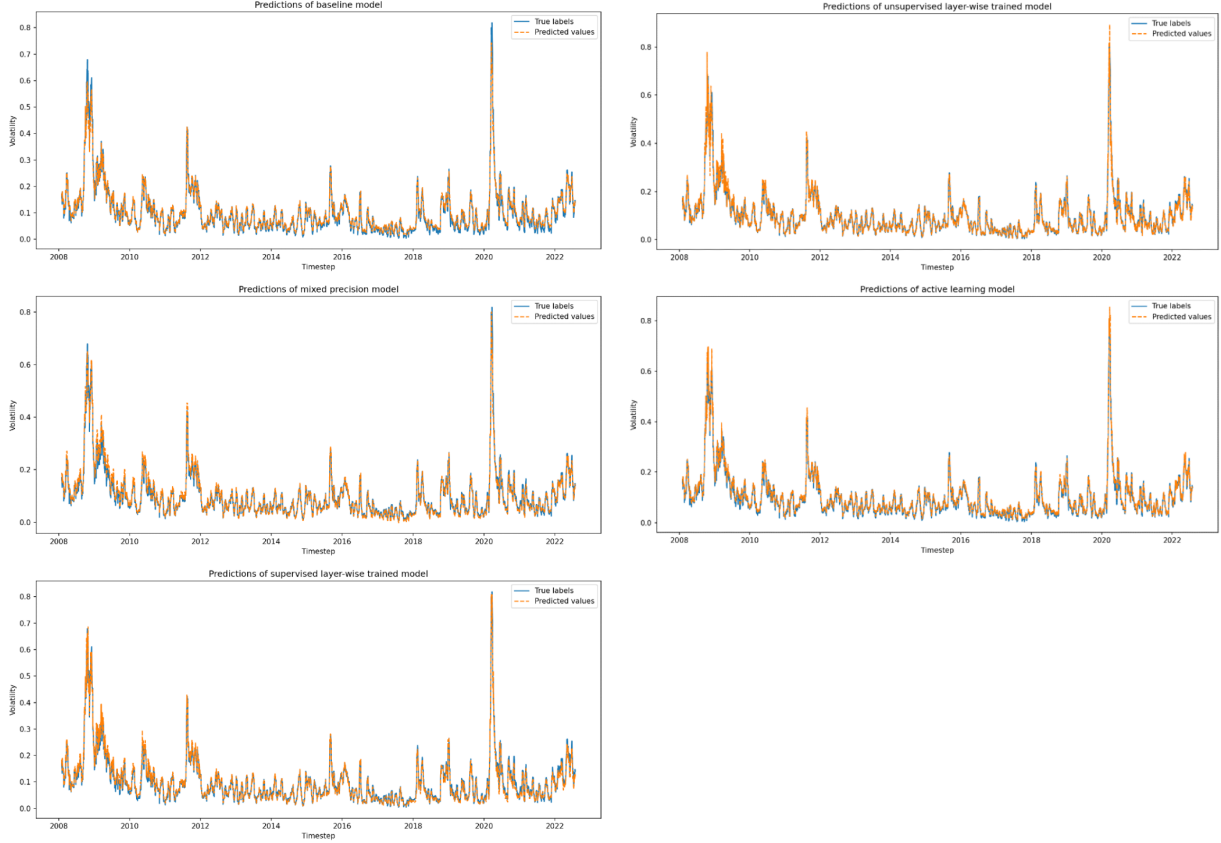 Predictions of baseline model
True labels
Predicted values
0.8
0.7
0.6
0.5
0.4
0.3
0.2
0.1
0.0
Volatility
2008 2010 2012 2014 2016 2018 2020 2022
Timestep
Predictions of unsupervised layer-wise trained model
True labels
Predicted values
0.8
0.6
0.4
0.2
0.0
Volatility
2008 2010 2012 2014 2016 2018 2020 2022
Timestep
Predictions of mixed precision model
True labels
Predicted values
0.8
0.6
0.4
0.2
0.0
Volatility
2008 2010 2012 2014 2016 2018 2020 2022
Timestep
Predictions of active learning model
True labels
Predicted values
0.8
0.6
0.4
0.2
0.0
Volatility
2008 2010 2012 2014 2016 2018 2020 2022
Timestep
Predictions of supervised layer-wise trained model
True labels
Predicted values
0.8
0.7
0.6
0.5
0.4
0.3
0.2
0.1
0.0
Volatility
2008 2010 2012 2014 2016 2018 2020 2022
Timestep